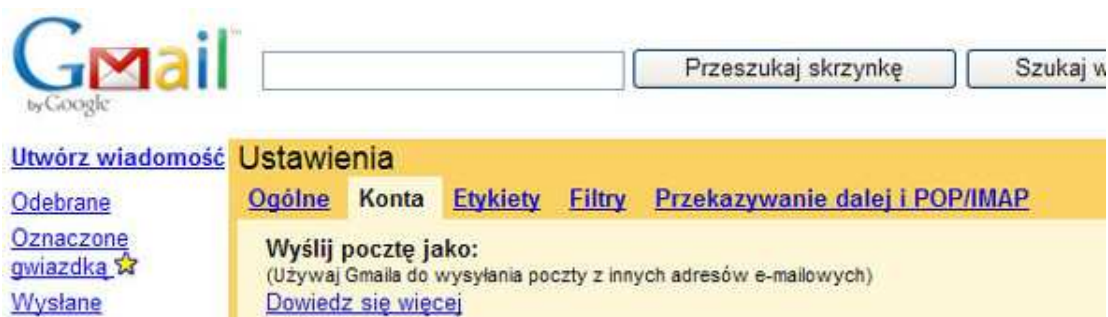 Gmail™
by Google
Przeszukaj skrzynkę
Szukaj w
Utwórz wiadomość
Odebrane
Oznaczone
gwiazdką
Wysłane
Ustawienia
Ogólne Konta Etykiety Filtry Przekazywanie dalej i POP/IMAP
Wyślij pocztę jako:
(Używaj Gmaila do wysyłania poczty z innych adresów e-mailowych)
Dowiedz się więcej